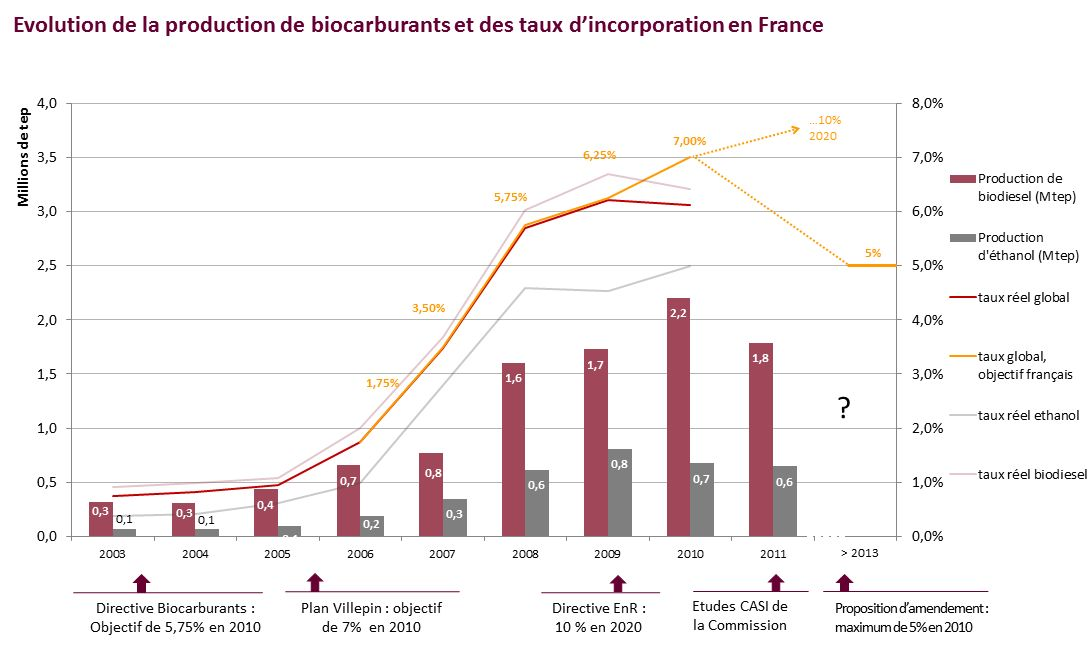 Evolution de la production de biocarburants et des taux d’incorporation en France
Millions de tep
4,0
3,5
3,0
2,5
2,0
1,5
1,0
0,5
0,0
8,0%
7,0%
6,0%
5,0%
4,0%
3,0%
2,0%
1,0%
0,0%
1,75%
3,50%
5,75%
6,25%
7,00%
...10%
2020
5%
?
0,3
0,1
0,3
0,1
0,4
0,7
0,2
0,8
0,3
1,6
0,6
1,7
0,8
2,2
0,7
1,8
0,6
2003
2004
2005
2006
2007
2008
2009
2010
2011
> 2013
Production de
biodiesel (Mtep)
Production
d'éthanol (Mtep)
taux réel global
taux global,
objectif français
taux réel ethanol
taux réel biodiesel
Directive Biocarburants :
Objectif de 5,75% en 2010
Plan Villepin : objectif
de 7% en 2010
Directive EnR :
10 % en 2020
Etudes CASI de
la Commission
Proposition d’amendement :
maximum de 5% en 2010